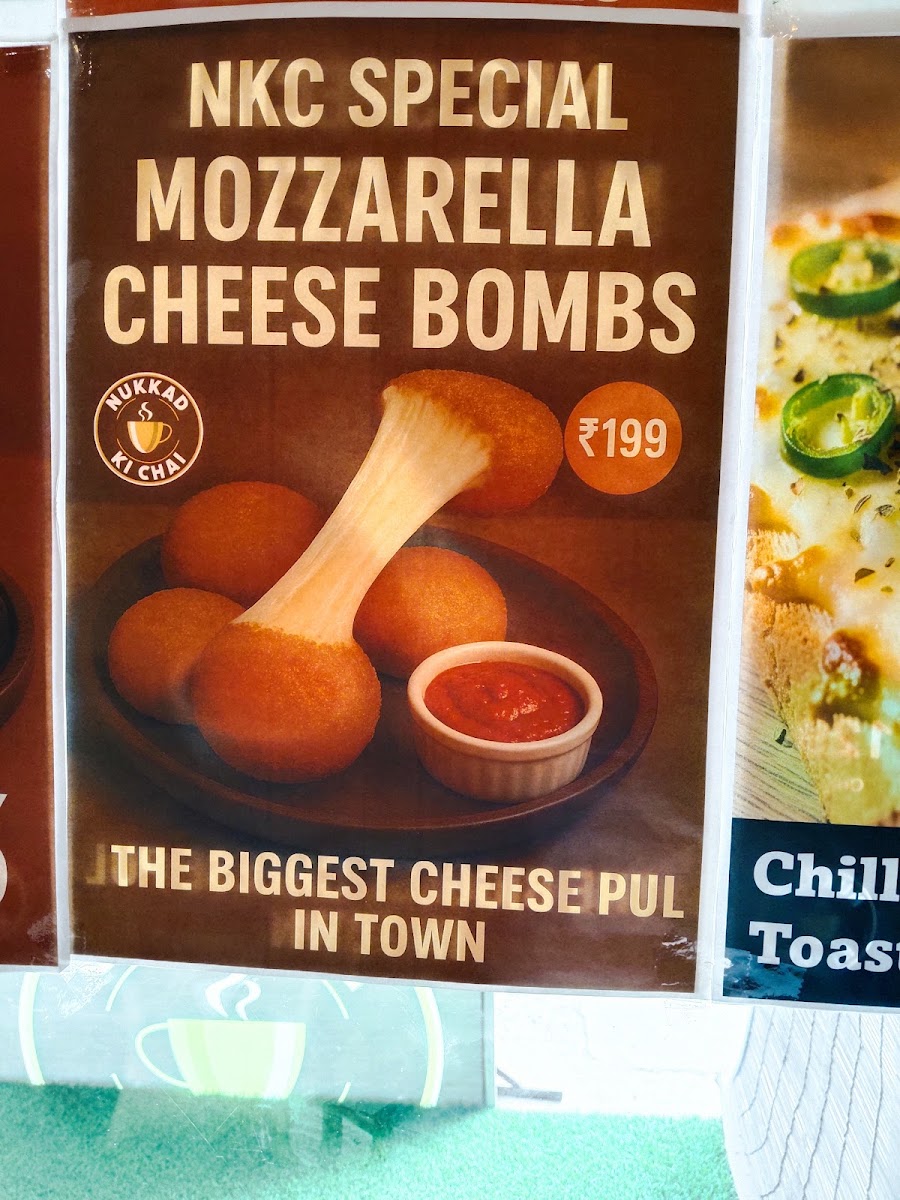 NKC SPECIAL
MOZZARELLA
CHEESE BOMBS
NUKKAD
KI CHAI
₹199
THE BIGGEST CHEESE PUL
IN TOWN
Chill
Toast